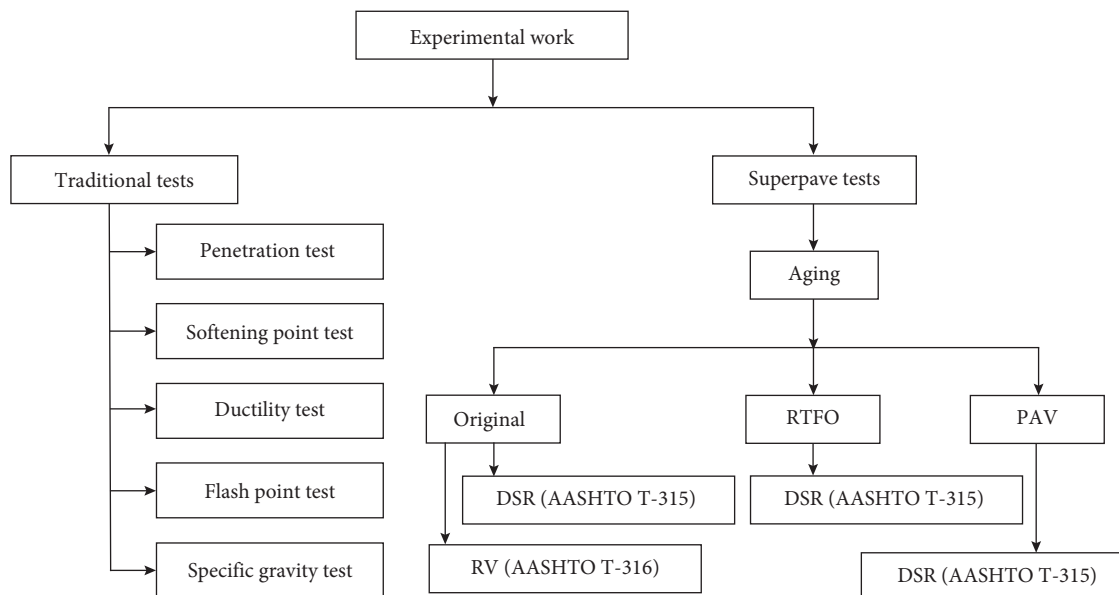 Experimental work
Traditional tests
Superpave tests
Penetration test
Aging
Softening point test
Ductility test
Original
RTFO
PAV
Flash point test
DSR (AASHTO T-315)
DSR (AASHTO T-315)
Specific gravity test
RV (AASHTO T-316)
DSR (AASHTO T-315)